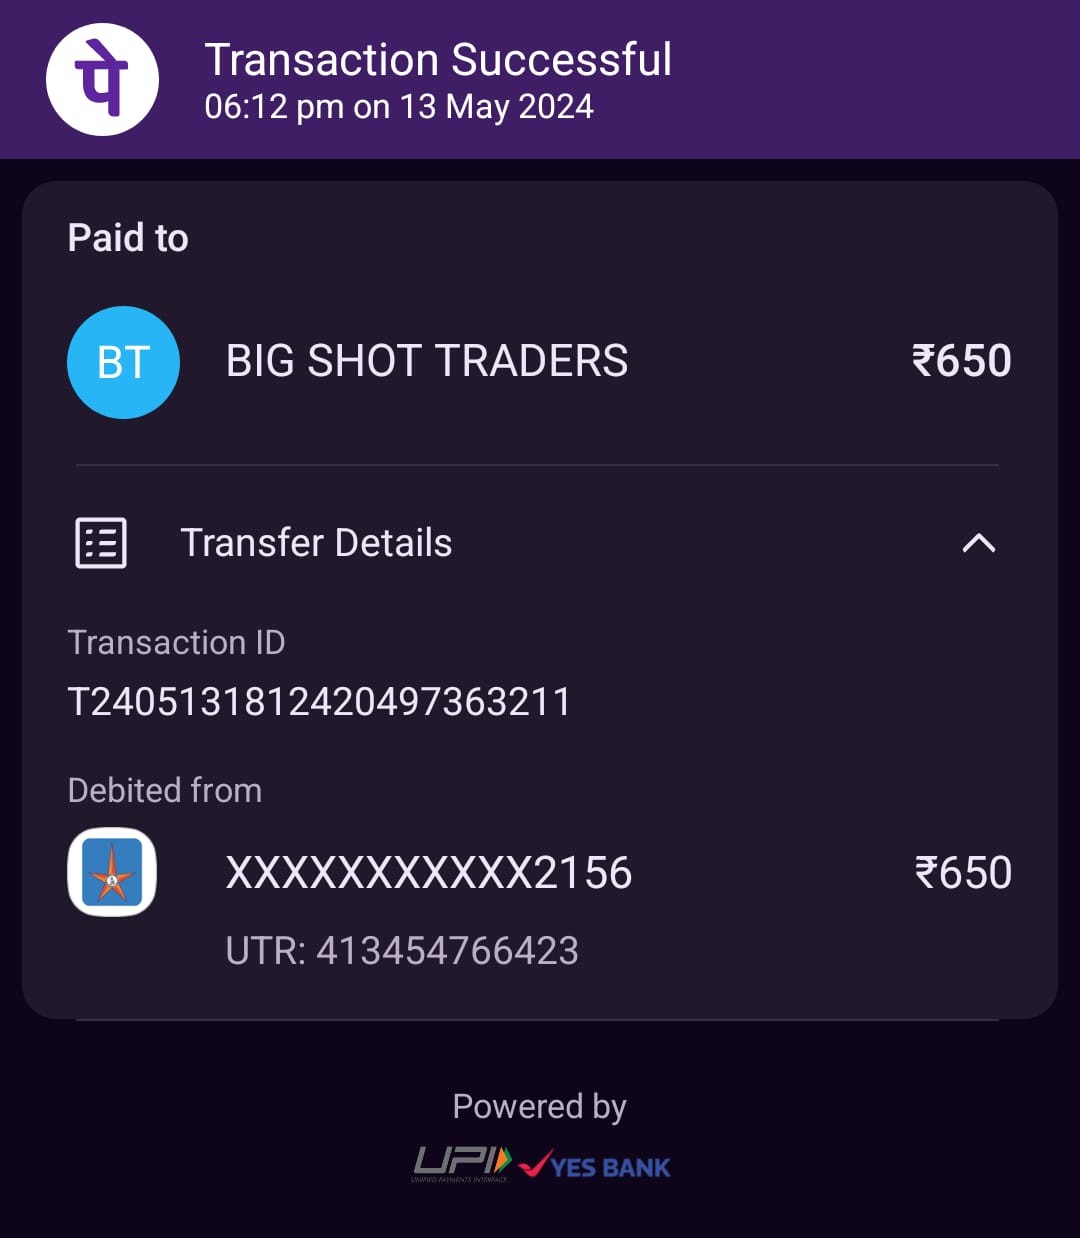 पे
Transaction Successful
06:12 pm on 13 May 2024
Paid to
BT
BIG SHOT TRADERS
₹650
Transfer Details
Transaction ID
T2405131812420497363211
Debited from
XXXXXXXXXXX2156
₹650
UTR: 413454766423
Powered by
UPI
UNIFIED PAYMENTS INTERFACE
YES BANK